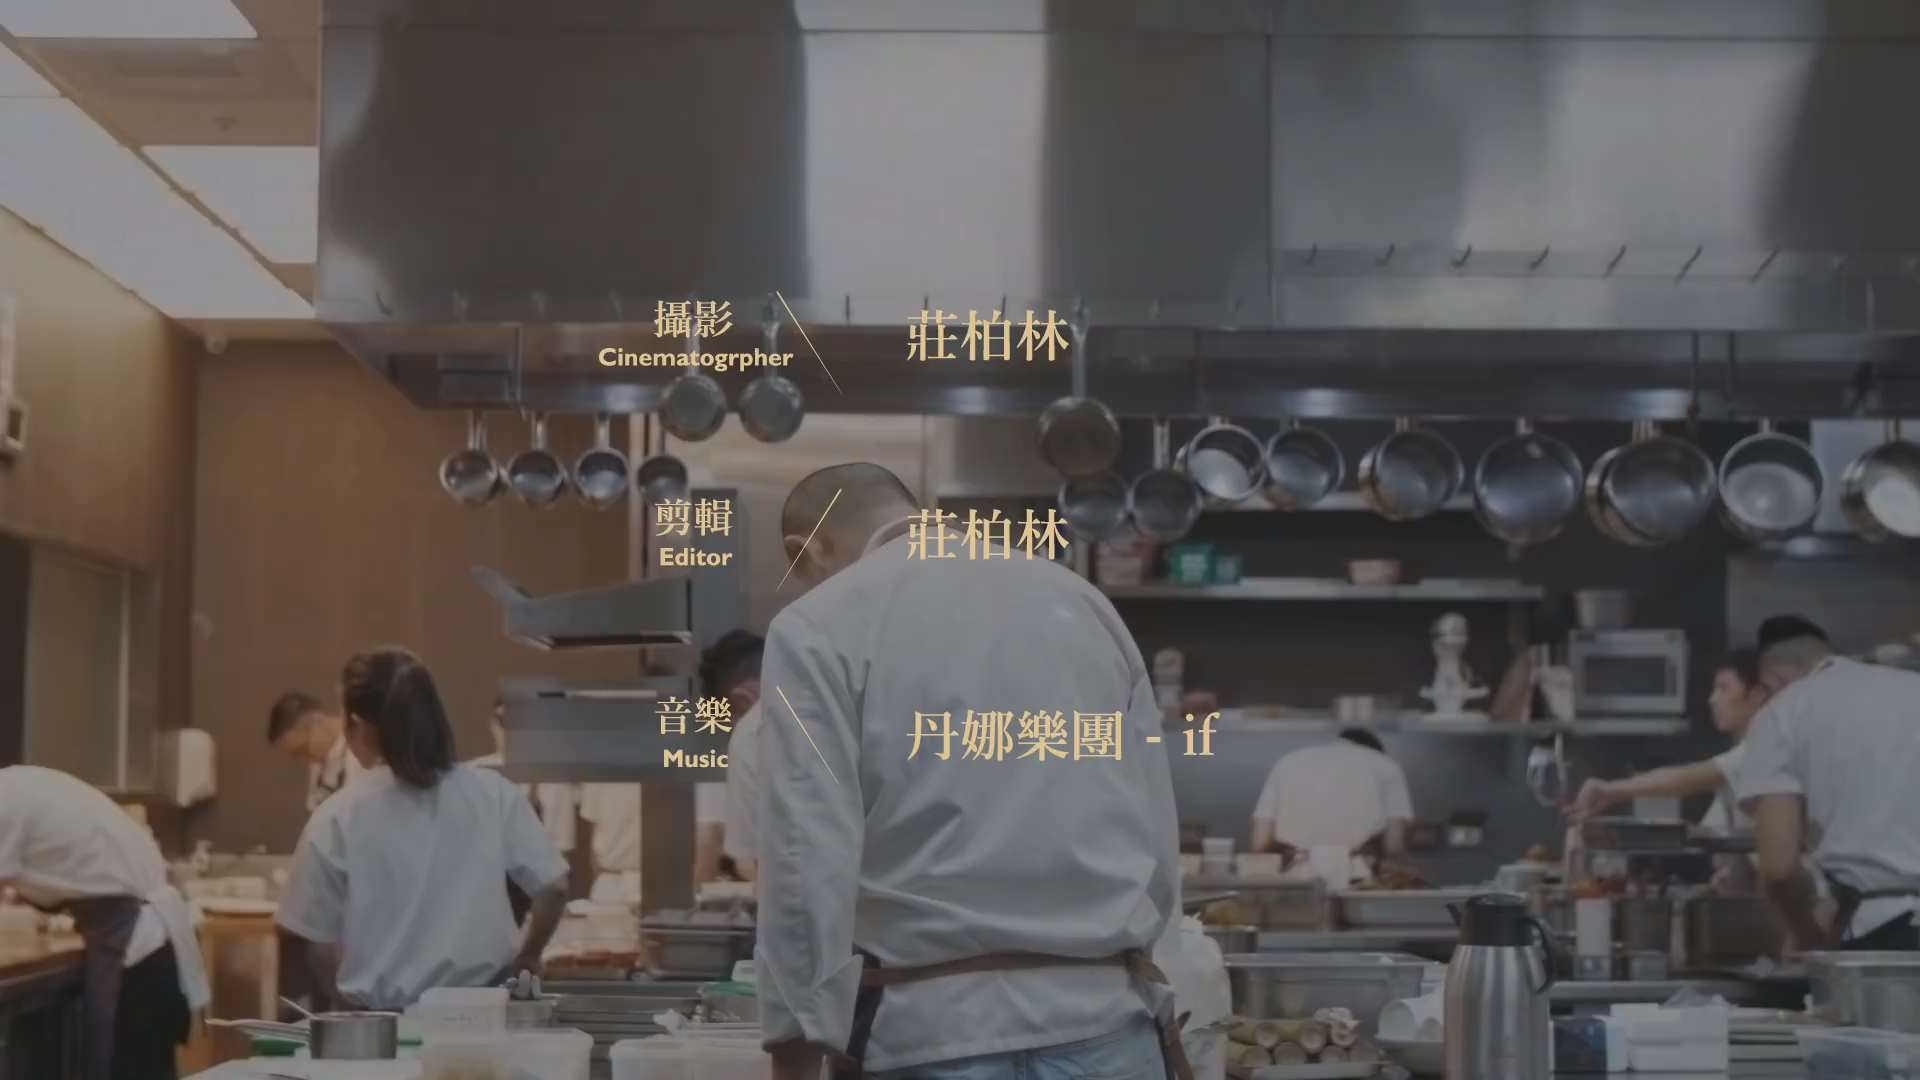 攝影
Cinematogrpher
莊柏林
剪輯
Editor
莊柏林
音樂
Music
丹娜樂團 - if